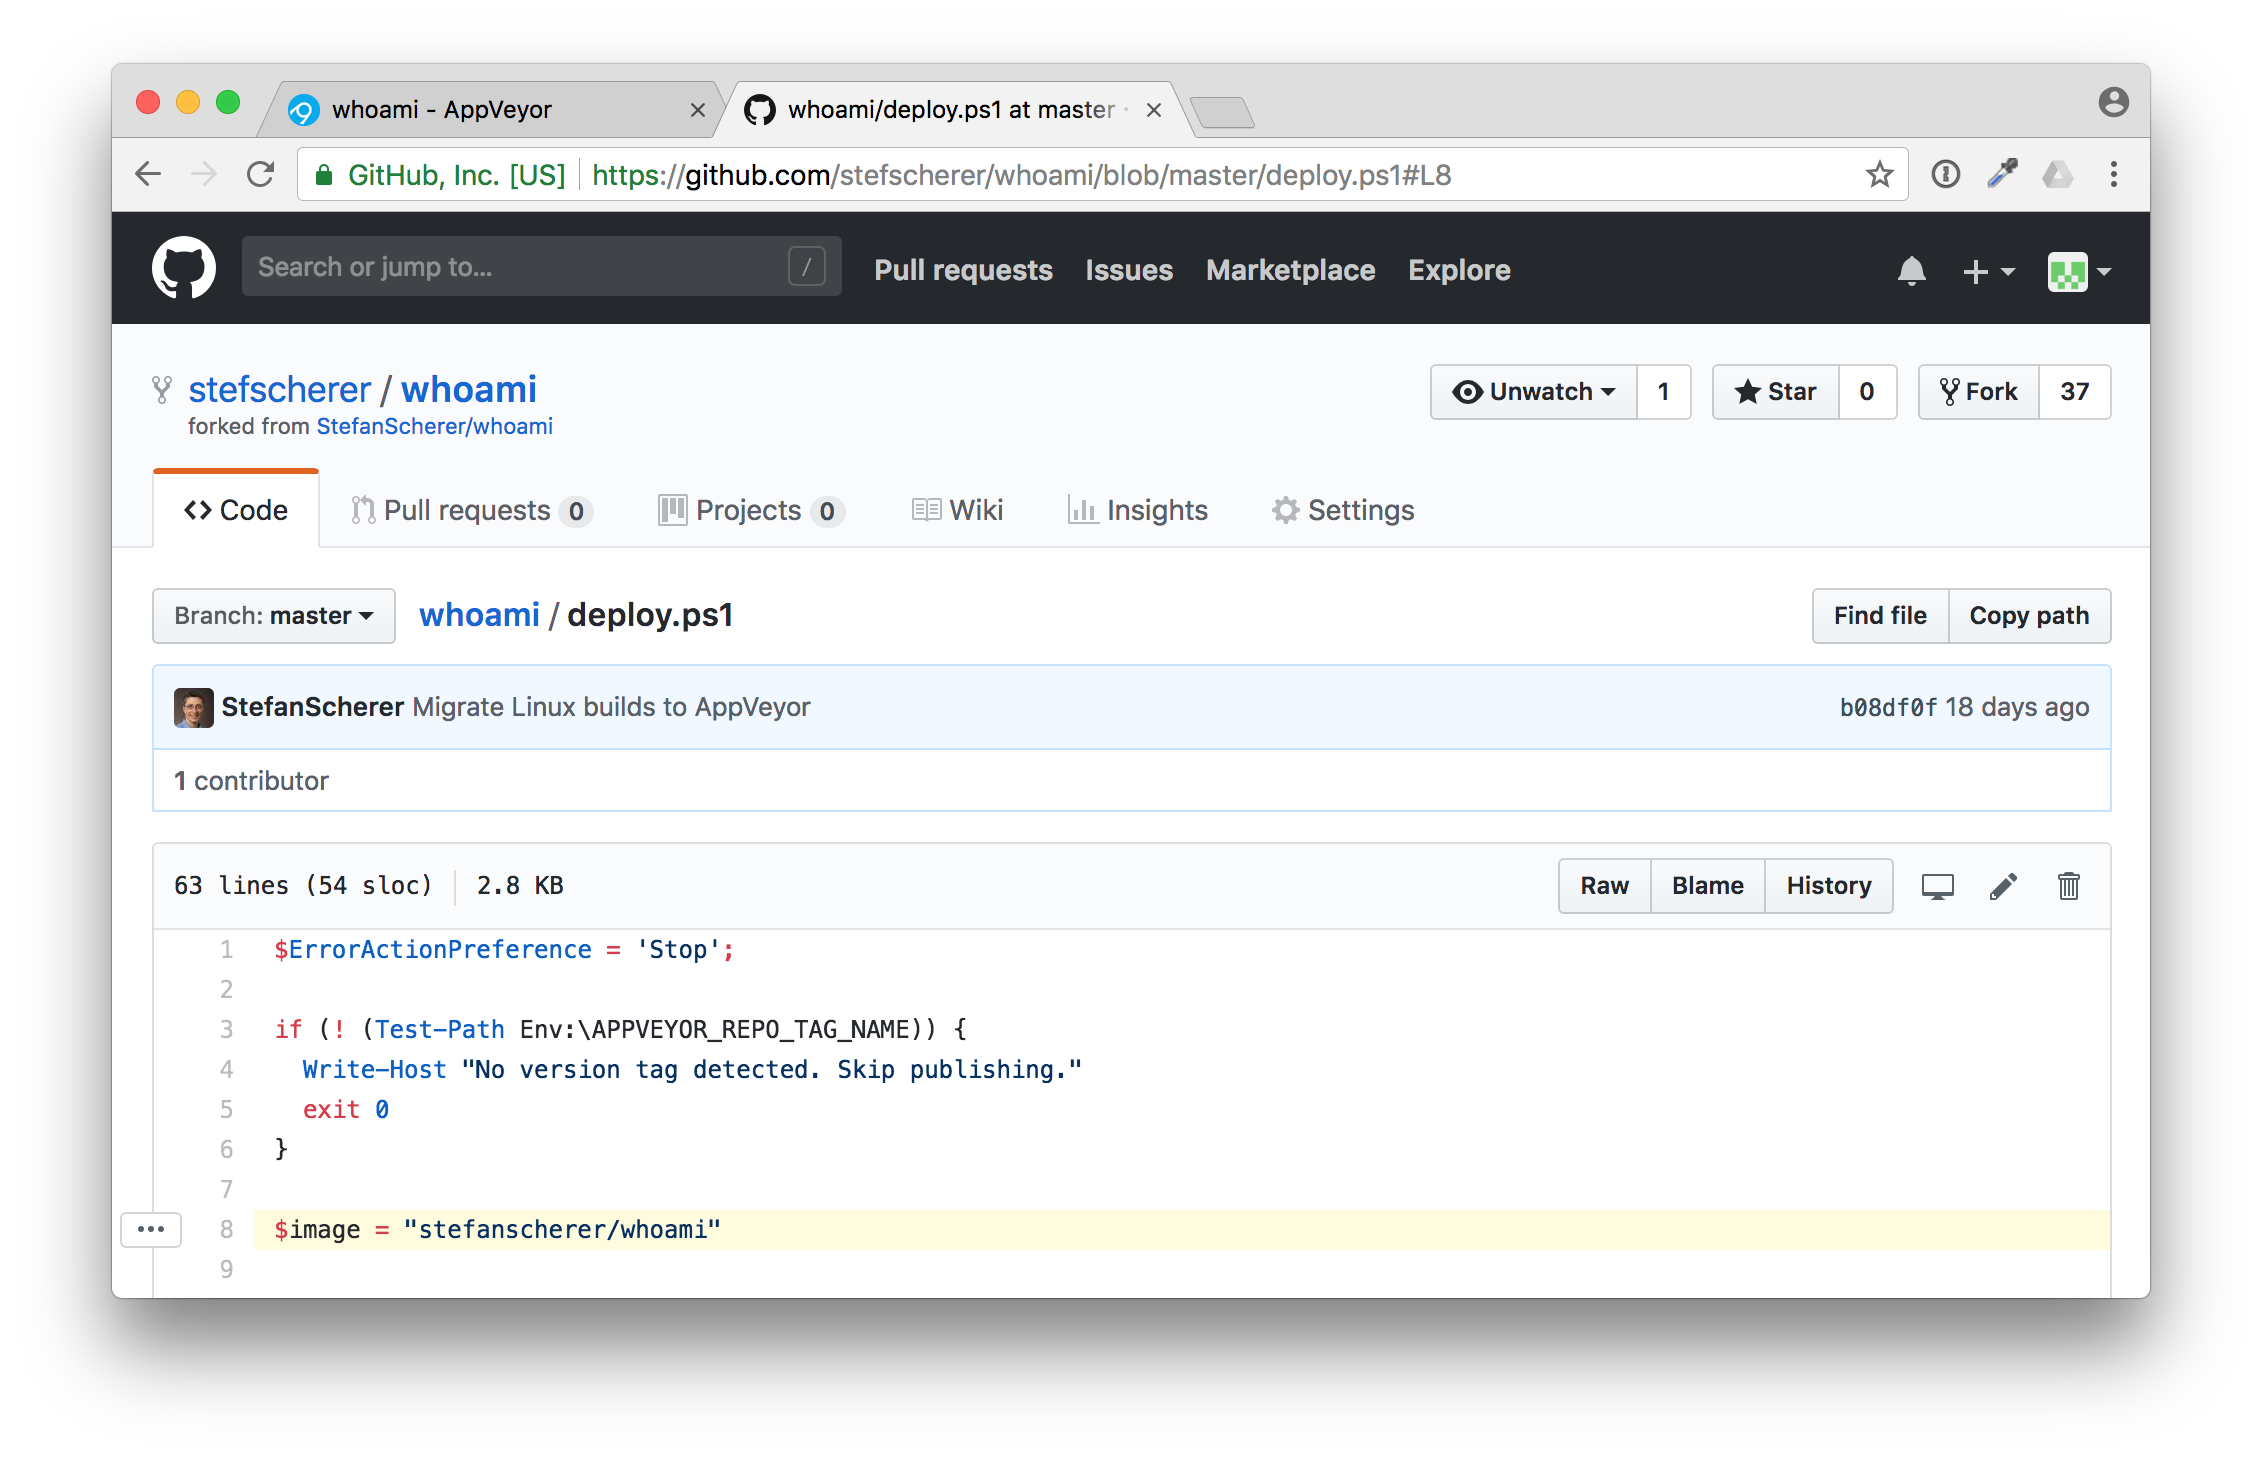 whoami - AppVeyor
whoami/deploy.ps1 at master ·
GitHub, Inc. [US] https://github.com/stefscherer/whoami/blob/master/deploy.ps1#L8
Search or jump to... / Pull requests Issues Marketplace Explore
stefscherer / whoami Unwatch 1 Star 0 Fork 37
forked from StefanScherer/whoami
<> Code Pull requests 0 Projects 0 Wiki Insights Settings
Branch: master whoami / deploy.ps1 Find file Copy path
StefanScherer Migrate Linux builds to AppVeyor b08df0f 18 days ago
1 contributor
63 lines (54 sloc) 2.8 KB Raw Blame History
1 $ErrorActionPreference = 'Stop';
2
3 if (! (Test-Path Env:\APPVEYOR_REPO_TAG_NAME)) {
4 Write-Host "No version tag detected. Skip publishing."
5 exit 0
6 }
7
8 $image = "stefanscherer/whoami"
9